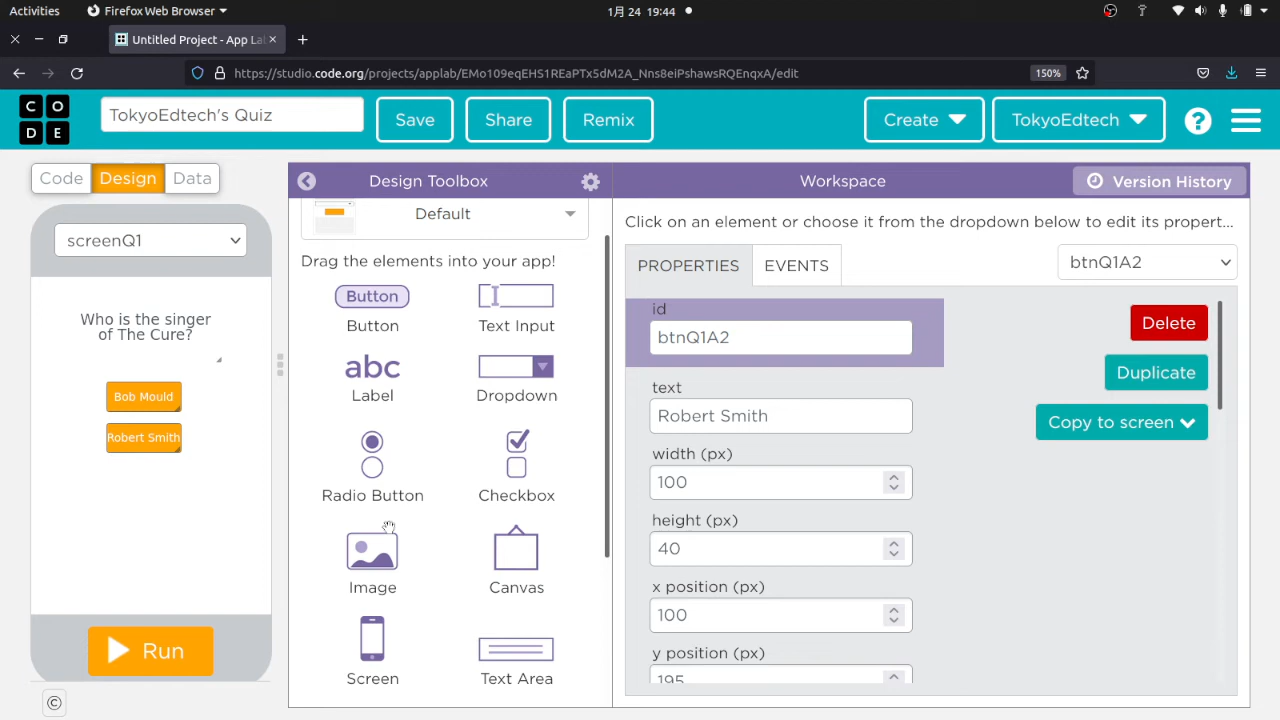 Activities Firefox Web Browser 1月 24 19:44
Untitled Project - App La
https://studio.code.org/projects/applab/EMo109eqEHS1REaPTx5dM2A_Nns8eiPshawsRQEnqxA/edit 150%
C O D E TokyoEdtech's Quiz Save Share Remix Create TokyoEdtech ?
Code Design Data
Design Toolbox
Workspace
Version History
screenQ1
Who is the singer
of The Cure?
Bob Mould
Robert Smith
Run
©
Default
Drag the elements into your app!
Button
Button
Text Input
abc
Label
Dropdown
Radio Button
Checkbox
Image
Canvas
Screen
Text Area
Click on an element or choose it from the dropdown below to edit its propert...
PROPERTIES EVENTS
btnQ1A2
id
btnQ1A2
Delete
text
Duplicate
Robert Smith
Copy to screen
width (px)
100
height (px)
40
x position (px)
100
y position (px)
195